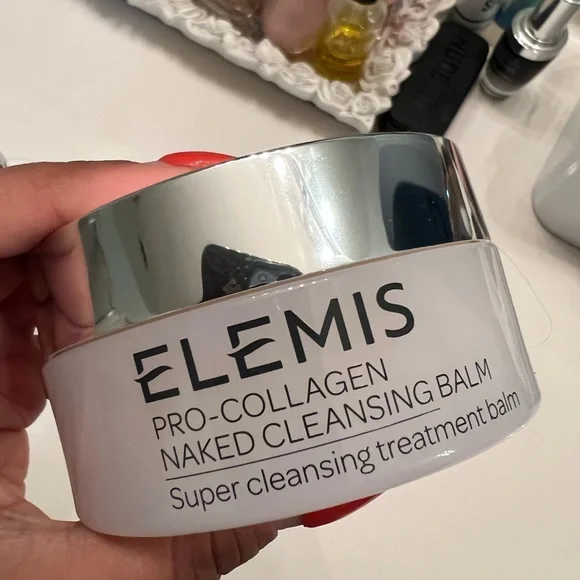 ELEMIS
PRO-COLLAGEN
NAKED CLEANSING BALM
Super cleansing treatment balm